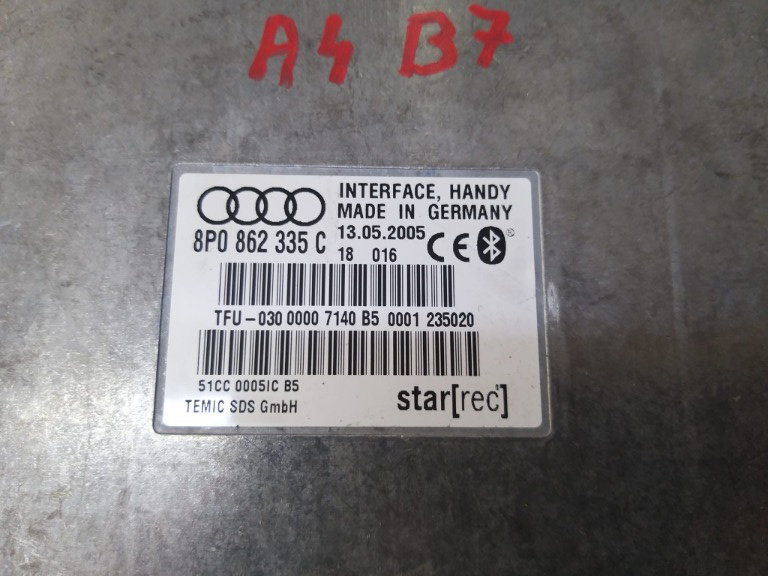 A4 B7
INTERFACE, HANDY
MADE IN GERMANY
8P0 862 335 C
13.05.2005
18 016
CE
®
TFU-030 0000 7140 B5 0001 235020
51CC 0005IC B5
TEMIC SDS GmbH
star[rec]